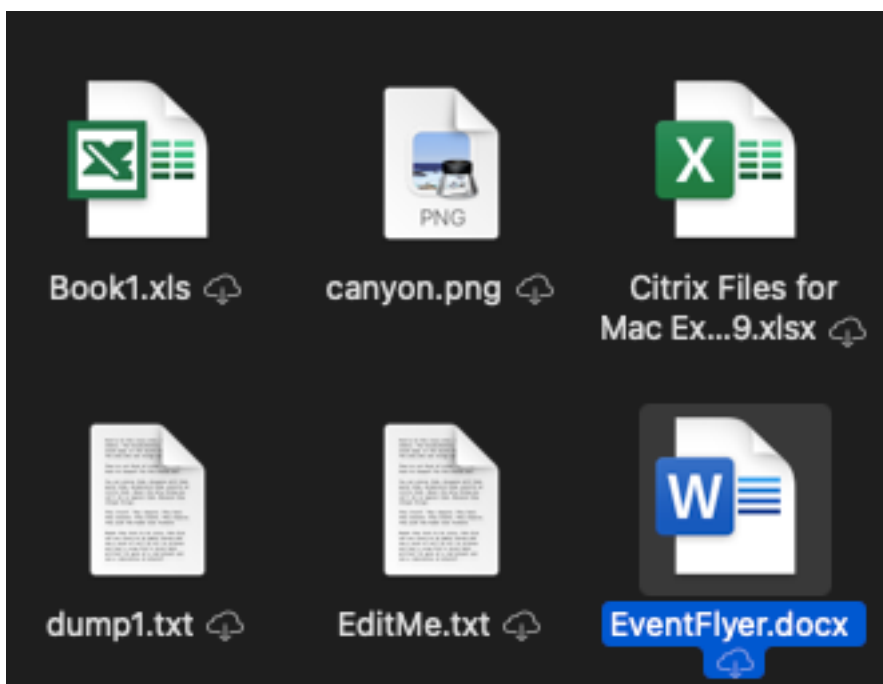 PNG
Book1.xls
canyon.png
Citrix Files for
Mac Ex...9.xlsx
dump1.txt
EditMe.txt
W
EventFlyer.docx